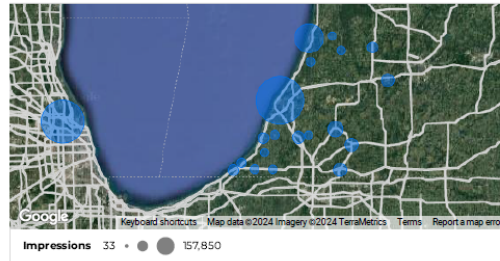 Google
Keyboard shortcuts Map data ©2024 Imagery ©2024 TerraMetrics Terms Report a map erro
Impressions 33 157,850